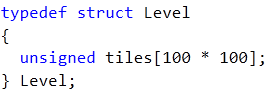 typedef struct Level
{
  unsigned tiles[100 * 100];
} Level;